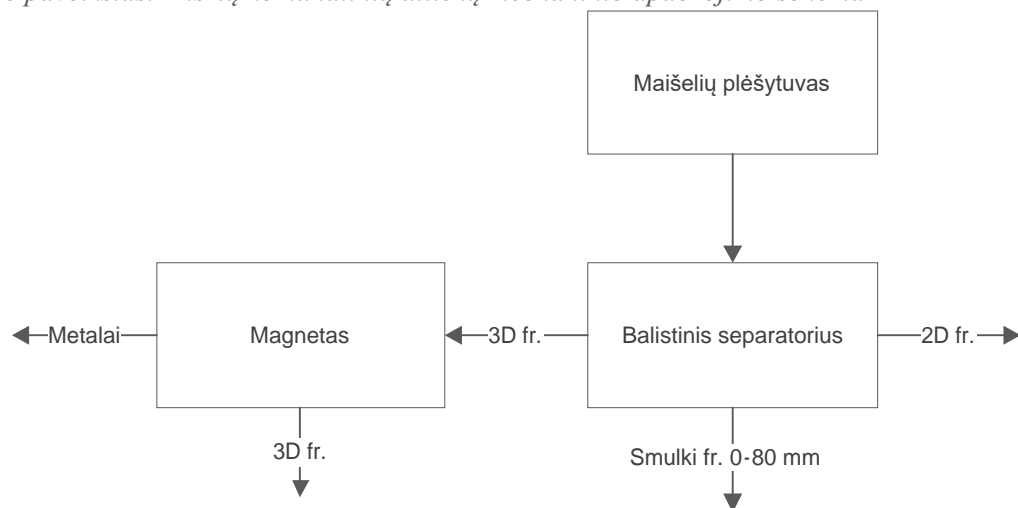 Maišelių plėšytuvas
Metalai
Magnetas
3D fr.
Balistinis separatorius
2D fr.
3D fr.
Smulki fr. 0-80 mm